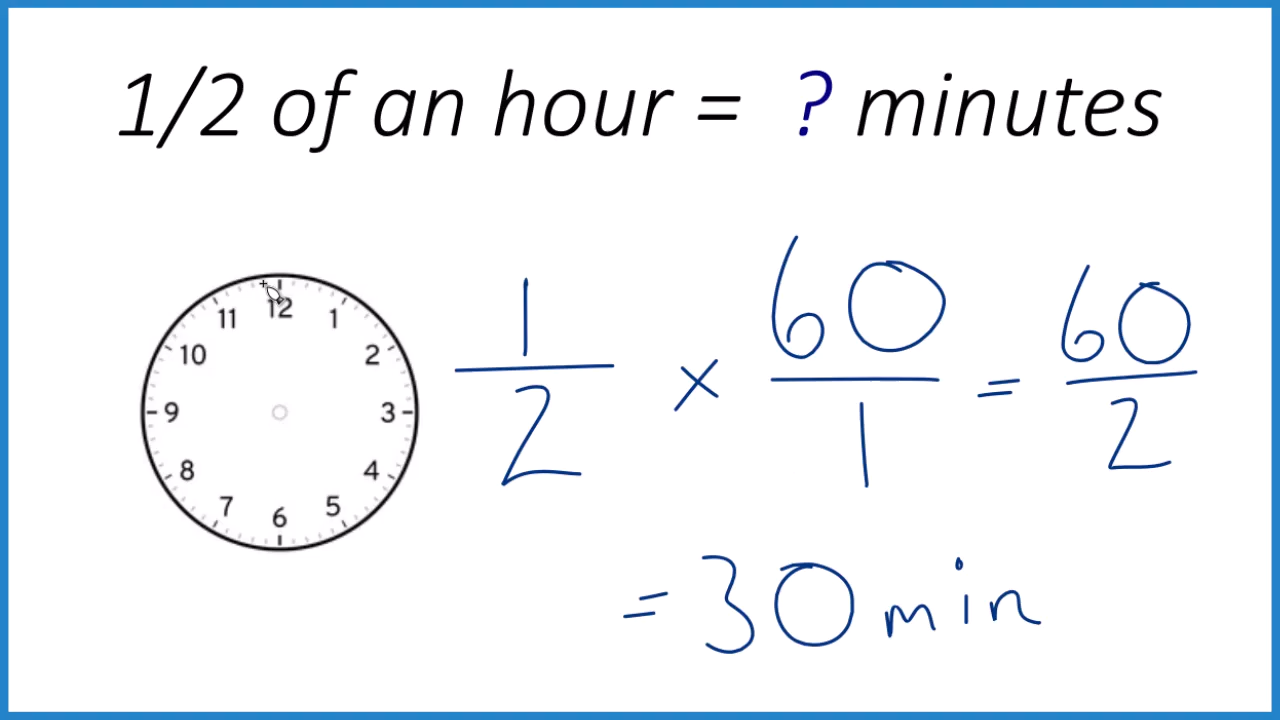 1/2 of an hour = ? minutes
12
11 1
10 2
9 3
8 4
7 5
6
1/2 × 60/1 = 60/2
= 30 min